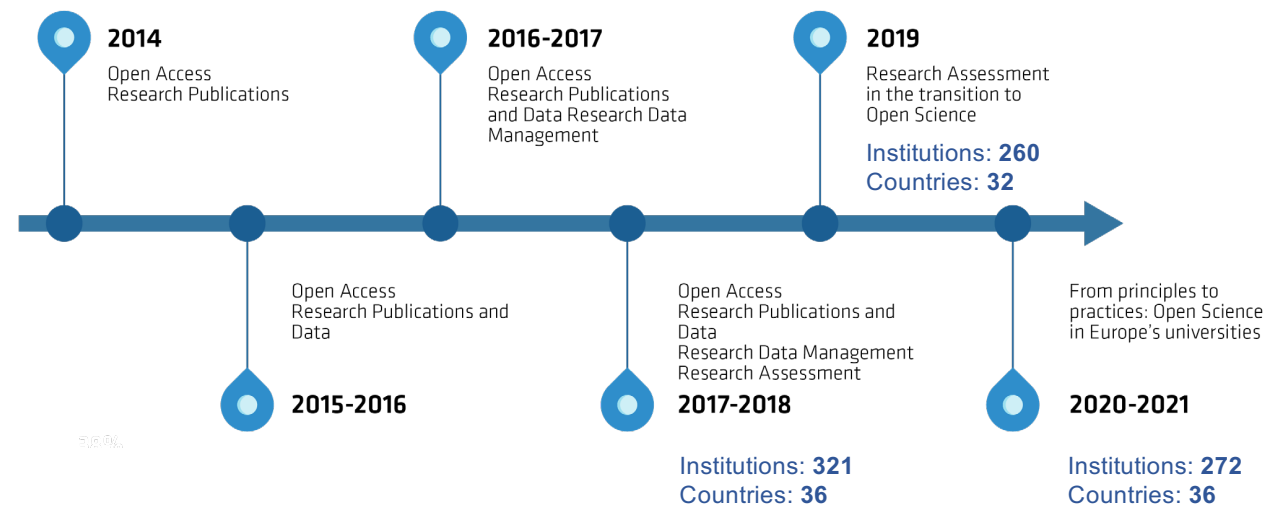 2014
Open Access
Research Publications
2016-2017
Open Access
Research Publications
and Data Research Data
Management
2019
Research Assessment
in the transition to
Open Science
Institutions: 260
Countries: 32
Open Access
Research Publications and
Data
2015-2016
Open Access
Research Publications and
Data
Research Data Management
Research Assessment
2017-2018
Institutions: 321
Countries: 36
From principles to
practices: Open Science
in Europe's universities
2020-2021
Institutions: 272
Countries: 36